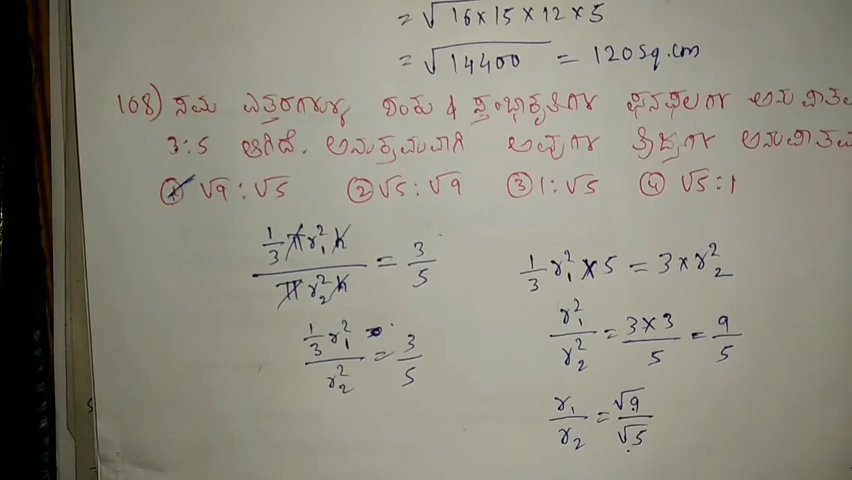 = √16×15×12×5
= √14400 = 120 sq.cm
108) ಸಮ ಎತ್ತರಗಳುಳ್ಳ ಶಂಕು & ಸ್ತಂಭಾಕೃತಿಗಳ ಘನಫಲಗಳ ಅನುಪಾತವು
3:5 ಆಗಿದೆ. ಅನುಕ್ರಮವಾಗಿ ಅವುಗಳ ತ್ರಿಜ್ಯಗಳ ಅನುಪಾತವು
① √9 : √5 ② √5 : √9 ③ 1 : √5 ④ √5 : 1
(1/3 π r₁² h) / (π r₂² h) = 3/5
(1/3 r₁²) / r₂² = 3/5
1/3 r₁² × 5 = 3 × r₂²
r₁²/r₂² = (3×3)/5 = 9/5
r₁/r₂ = √9/√5